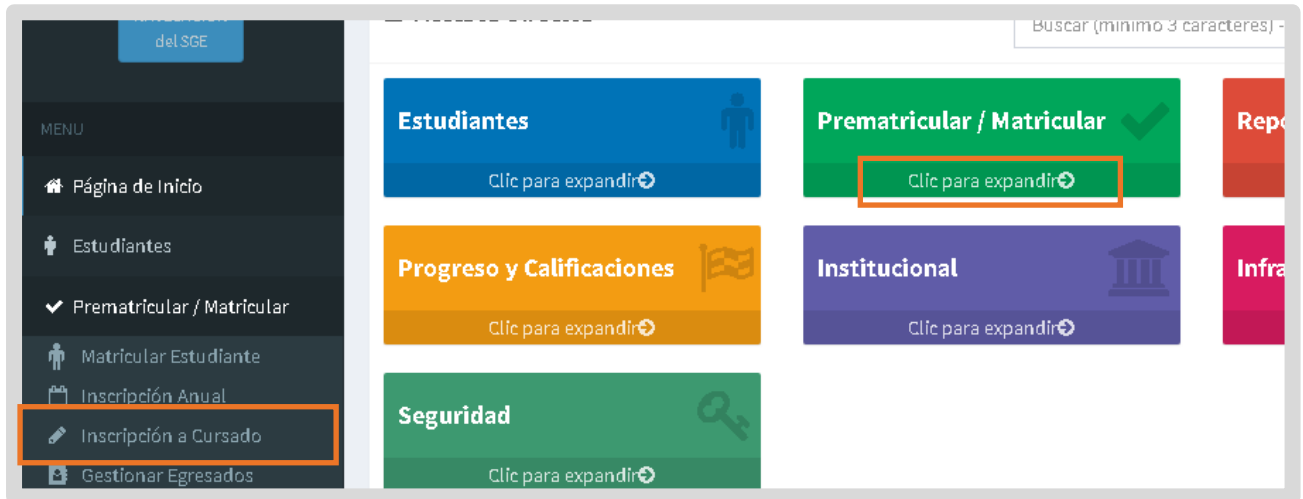 del SGE
Buscar (mínimo 3 caracteres) -
MENU
Página de Inicio
Estudiantes
Prematricular / Matricular
Matricular Estudiante
Inscripción Anual
Inscripción a Cursado
Gestionar Egresados
Estudiantes
Clic para expandir
Prematricular / Matricular
Clic para expandir
Repo
Progreso y Calificaciones
Clic para expandir
Institucional
Clic para expandir
Infra
Seguridad
Clic para expandir